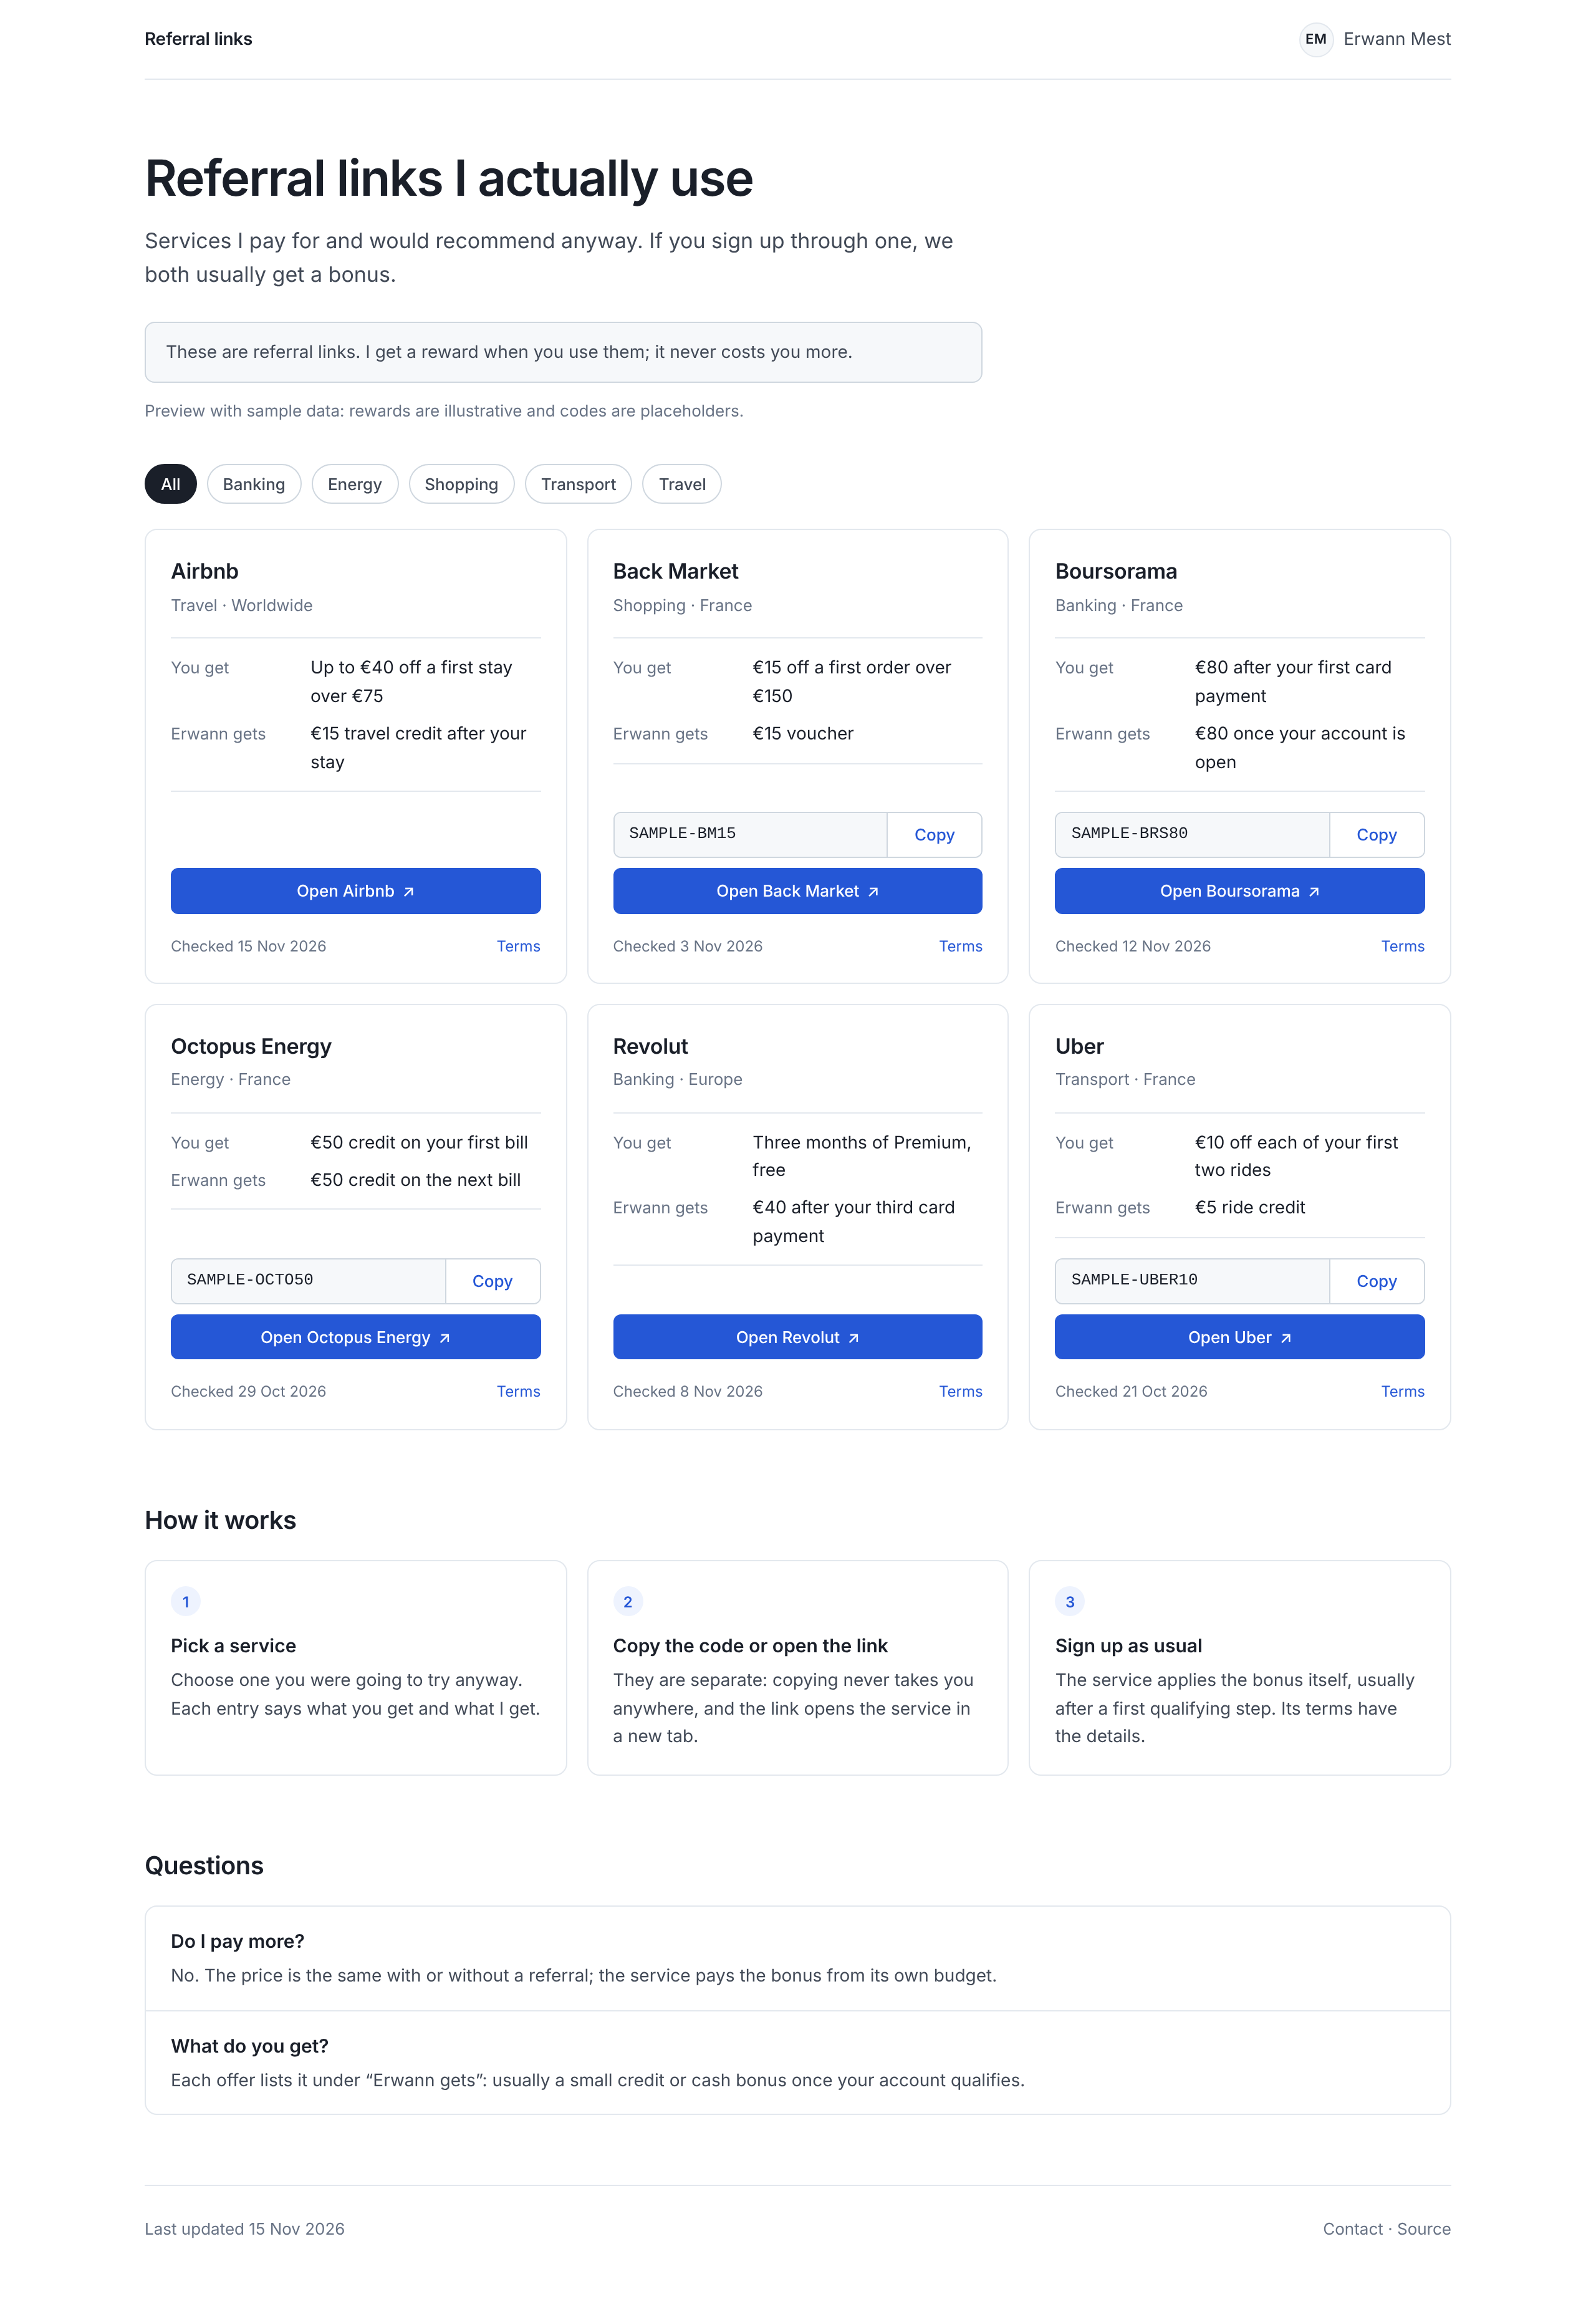 Referral links
EM Erwann Mest
Referral links I actually use
Services I pay for and would recommend anyway. If you sign up through one, we
both usually get a bonus.
These are referral links. I get a reward when you use them; it never costs you more.
Preview with sample data: rewards are illustrative and codes are placeholders.
All Banking Energy Shopping Transport Travel
Airbnb
Travel · Worldwide
You get Up to €40 off a first stay
over €75
Erwann gets €15 travel credit after your
stay
Open Airbnb ↗
Checked 15 Nov 2026 Terms
Back Market
Shopping · France
You get €15 off a first order over
€150
Erwann gets €15 voucher
SAMPLE-BM15 Copy
Open Back Market ↗
Checked 3 Nov 2026 Terms
Boursorama
Banking · France
You get €80 after your first card
payment
Erwann gets €80 once your account is
open
SAMPLE-BRS80 Copy
Open Boursorama ↗
Checked 12 Nov 2026 Terms
Octopus Energy
Energy · France
You get €50 credit on your first bill
Erwann gets €50 credit on the next bill
SAMPLE-OCTO50 Copy
Open Octopus Energy ↗
Checked 29 Oct 2026 Terms
Revolut
Banking · Europe
You get Three months of Premium,
free
Erwann gets €40 after your third card
payment
Open Revolut ↗
Checked 8 Nov 2026 Terms
Uber
Transport · France
You get €10 off each of your first
two rides
Erwann gets €5 ride credit
SAMPLE-UBER10 Copy
Open Uber ↗
Checked 21 Oct 2026 Terms
How it works
1
Pick a service
Choose one you were going to try anyway.
Each entry says what you get and what I get.
2
Copy the code or open the link
They are separate: copying never takes you
anywhere, and the link opens the service in
a new tab.
3
Sign up as usual
The service applies the bonus itself, usually
after a first qualifying step. Its terms have
the details.
Questions
Do I pay more?
No. The price is the same with or without a referral; the service pays the bonus from its own budget.
What do you get?
Each offer lists it under “Erwann gets”: usually a small credit or cash bonus once your account qualifies.
Last updated 15 Nov 2026
Contact · Source